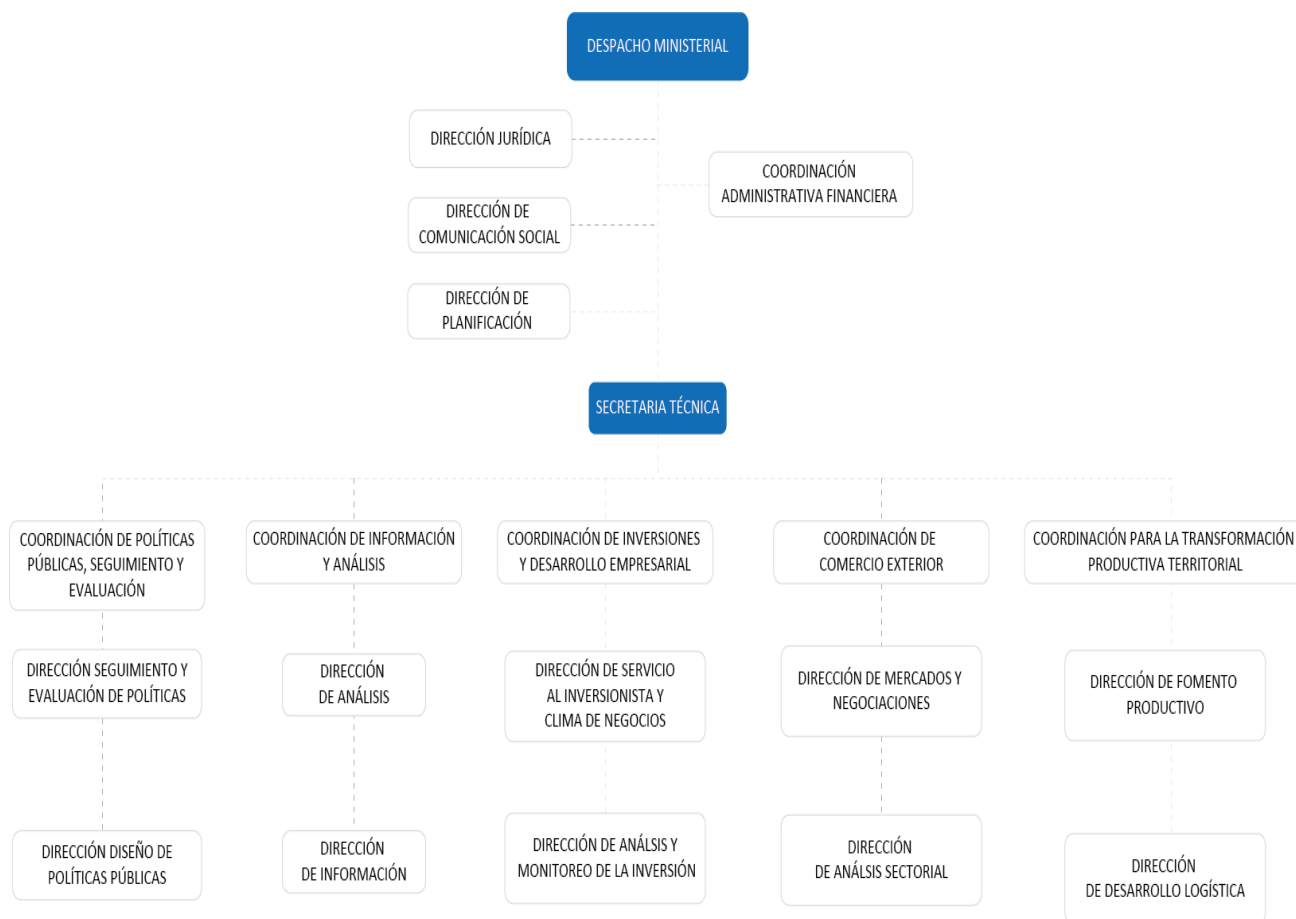 DESPACHO MINISTERIAL
DIRECCIÓN JURÍDICA
COORDINACIÓN
ADMINISTRATIVA FINANCIERA
DIRECCIÓN DE
COMUNICACIÓN SOCIAL
DIRECCIÓN DE
PLANIFICACIÓN
SECRETARIA TÉCNICA
COORDINACIÓN DE POLÍTICAS
PÚBLICAS, SEGUIMIENTO Y
EVALUACIÓN
COORDINACIÓN DE INFORMACIÓN
Y ANÁLISIS
COORDINACIÓN DE INVERSIONES
Y DESARROLLO EMPRESARIAL
COORDINACIÓN DE
COMERCIO EXTERIOR
COORDINACIÓN PARA LA TRANSFORMACIÓN
PRODUCTIVA TERRITORIAL
DIRECCIÓN SEGUIMIENTO Y
EVALUACIÓN DE POLÍTICAS
DIRECCIÓN
DE ANÁLISIS
DIRECCIÓN DE SERVICIO
AL INVERSIONISTA Y
CLIMA DE NEGOCIOS
DIRECCIÓN DE MERCADOS Y
NEGOCIACIONES
DIRECCIÓN DE FOMENTO
PRODUCTIVO
DIRECCIÓN DISEÑO DE
POLÍTICAS PÚBLICAS
DIRECCIÓN
DE INFORMACIÓN
DIRECCIÓN DE ANÁLSIS Y
MONITOREO DE LA INVERSIÓN
DIRECCIÓN
DE ANÁLSIS SECTORIAL
DIRECCIÓN
DE DESARROLLO LOGÍSTICA